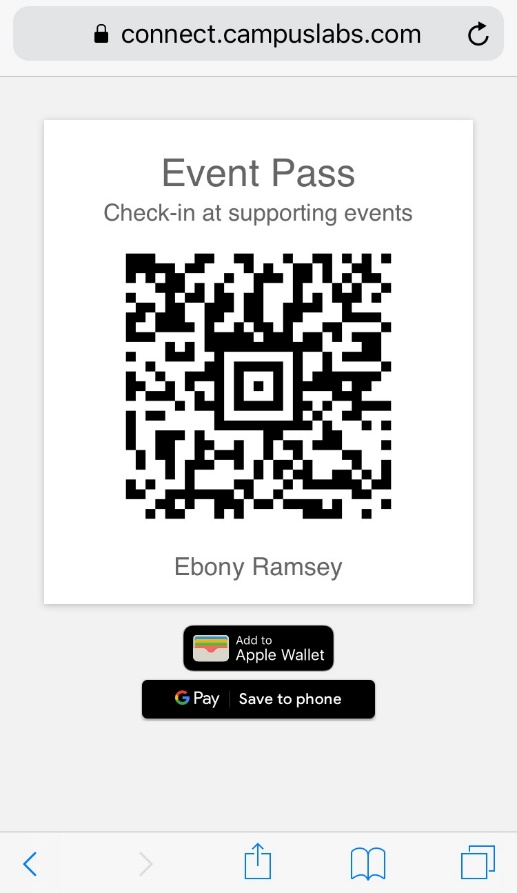 connect.campuslabs.com
Event Pass
Check-in at supporting events
Ebony Ramsey
Add to
Apple Wallet
G Pay | Save to phone